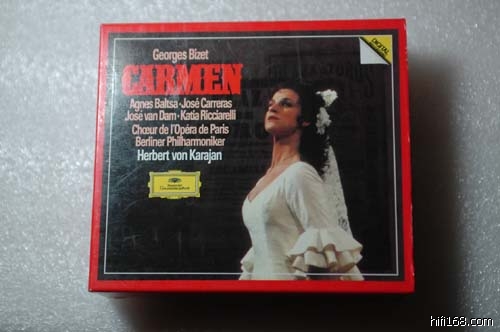 Georges Bizet
DIGITAL
CARMEN
Agnes Baltsa · José Carreras
José van Dam · Katia Ricciarelli
Chœur de l'Opéra de Paris
Berliner Philharmoniker
Herbert von Karajan
Deutsche
Grammophon
hifi168.com